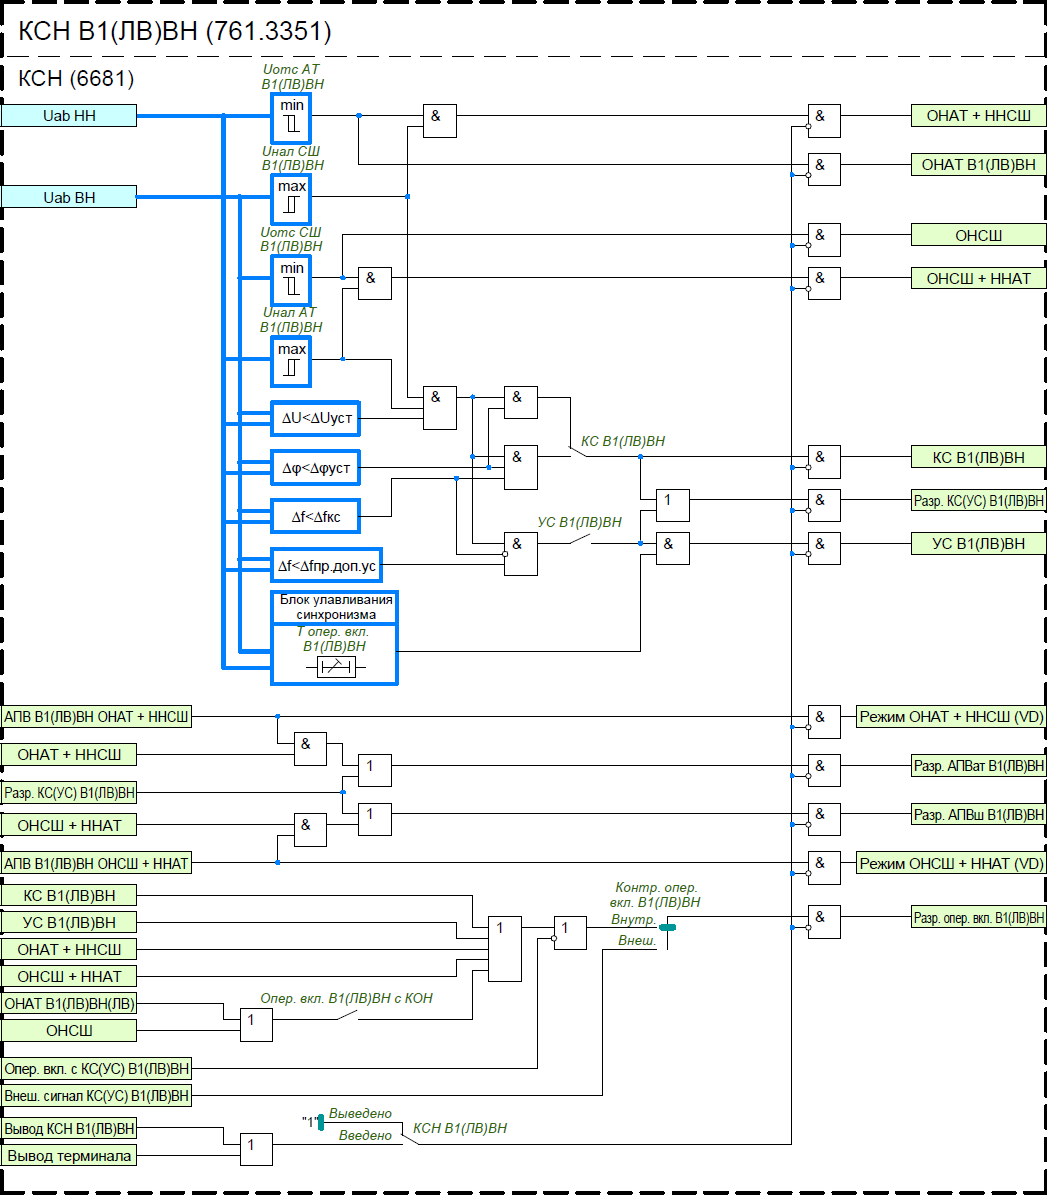 КСН В1(ЛВ)ВН (761.3351)
КСН (6681)
Uотс АТ
В1(ЛВ)ВН
Uab НН
min
&
&
ОНАТ + ННСШ
Uнал СШ
В1(ЛВ)ВН
&
ОНАТ В1(ЛВ)ВН
Uab ВН
max
Uотс СШ
В1(ЛВ)ВН
&
ОНСШ
min
&
&
ОНСШ + ННАТ
Uнал АТ
В1(ЛВ)ВН
max
&
&
ΔU<ΔUуст
КС В1(ЛВ)ВН
Δφ<Δφуст
&
&
КС В1(ЛВ)ВН
1
&
Разр. КС(УС) В1(ЛВ)ВН
Δf<Δfкс
УС В1(ЛВ)ВН
&
&
&
УС В1(ЛВ)ВН
Δf<Δfпр.доп.ус
Блок улавливания
синхронизма
Т опер. вкл.
В1(ЛВ)ВН
АПВ В1(ЛВ)ВН ОНАТ + ННСШ
&
Режим ОНАТ + ННСШ (VD)
ОНАТ + ННСШ
&
1
&
Разр. АПВат В1(ЛВ)ВН
Разр. КС(УС) В1(ЛВ)ВН
1
&
Разр. АПВш В1(ЛВ)ВН
ОНСШ + ННАТ
&
АПВ В1(ЛВ)ВН ОНСШ + ННАТ
&
Режим ОНСШ + ННАТ (VD)
КС В1(ЛВ)ВН
Контр. опер.
вкл. В1(ЛВ)ВН
УС В1(ЛВ)ВН
1
1
Внутр.
&
Разр. опер. вкл. В1(ЛВ)ВН
ОНАТ + ННСШ
Внеш.
ОНСШ + ННАТ
ОНАТ В1(ЛВ)ВН(ЛВ)
Опер. вкл. В1(ЛВ)ВН с КОН
1
ОНСШ
Опер. вкл. с КС(УС) В1(ЛВ)ВН
Внеш. сигнал КС(УС) В1(ЛВ)ВН
"1"
Выведено
Вывод КСН В1(ЛВ)ВН
КСН В1(ЛВ)ВН
1
Введено
Вывод терминала